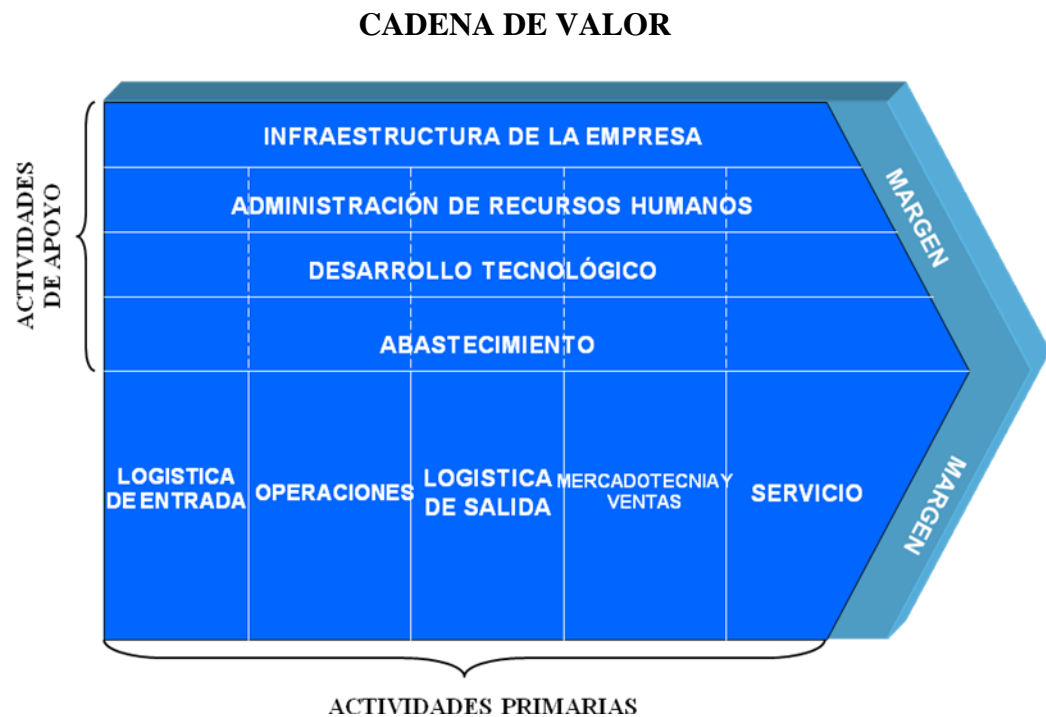 CADENA DE VALOR
ACTIVIDADES
DE APOYO
INFRAESTRUCTURA DE LA EMPRESA
ADMINISTRACIÓN DE RECURSOS HUMANOS
DESARROLLO TECNOLÓGICO
ABASTECIMIENTO
MARGEN
LOGISTICA
DE ENTRADA
OPERACIONES
LOGISTICA
DE SALIDA
MERCADOTECNIA Y
VENTAS
SERVICIO
MARGEN
ACTIVIDADES PRIMARIAS